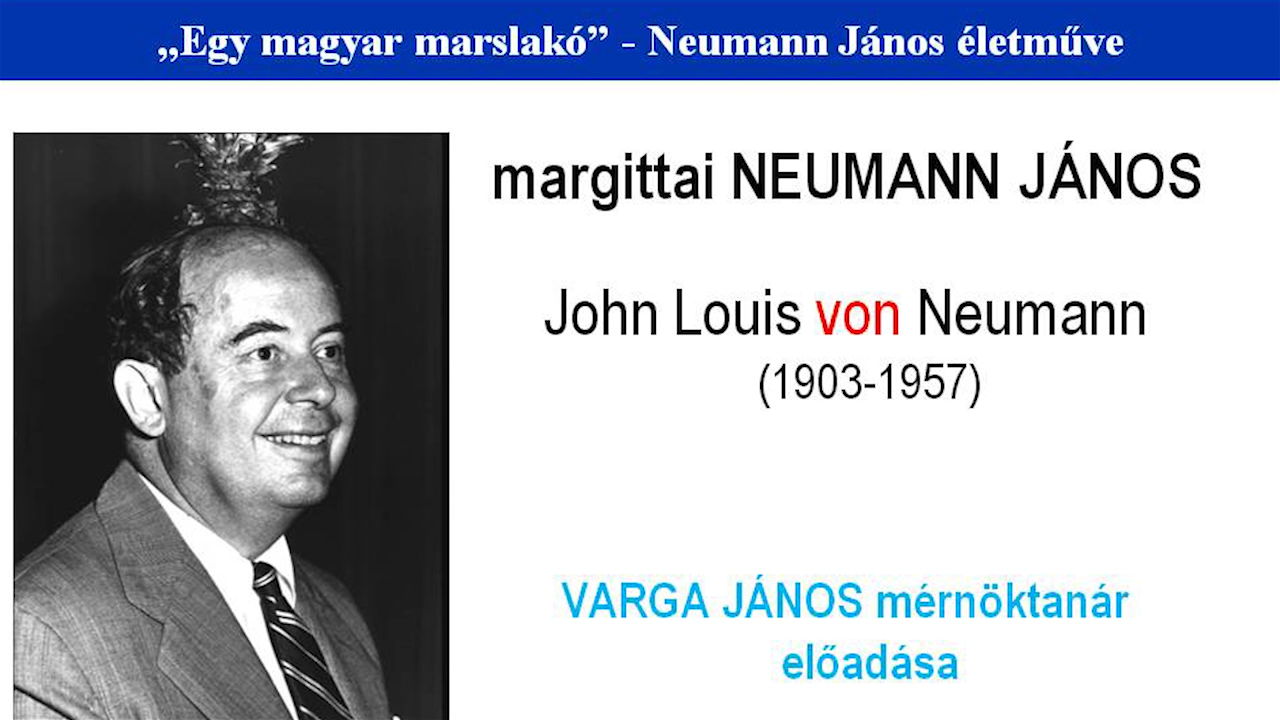 „Egy magyar marslakó” - Neumann János életműve
margittai NEUMANN JÁNOS
John Louis von Neumann
(1903-1957)
VARGA JÁNOS mérnöktanár
előadása